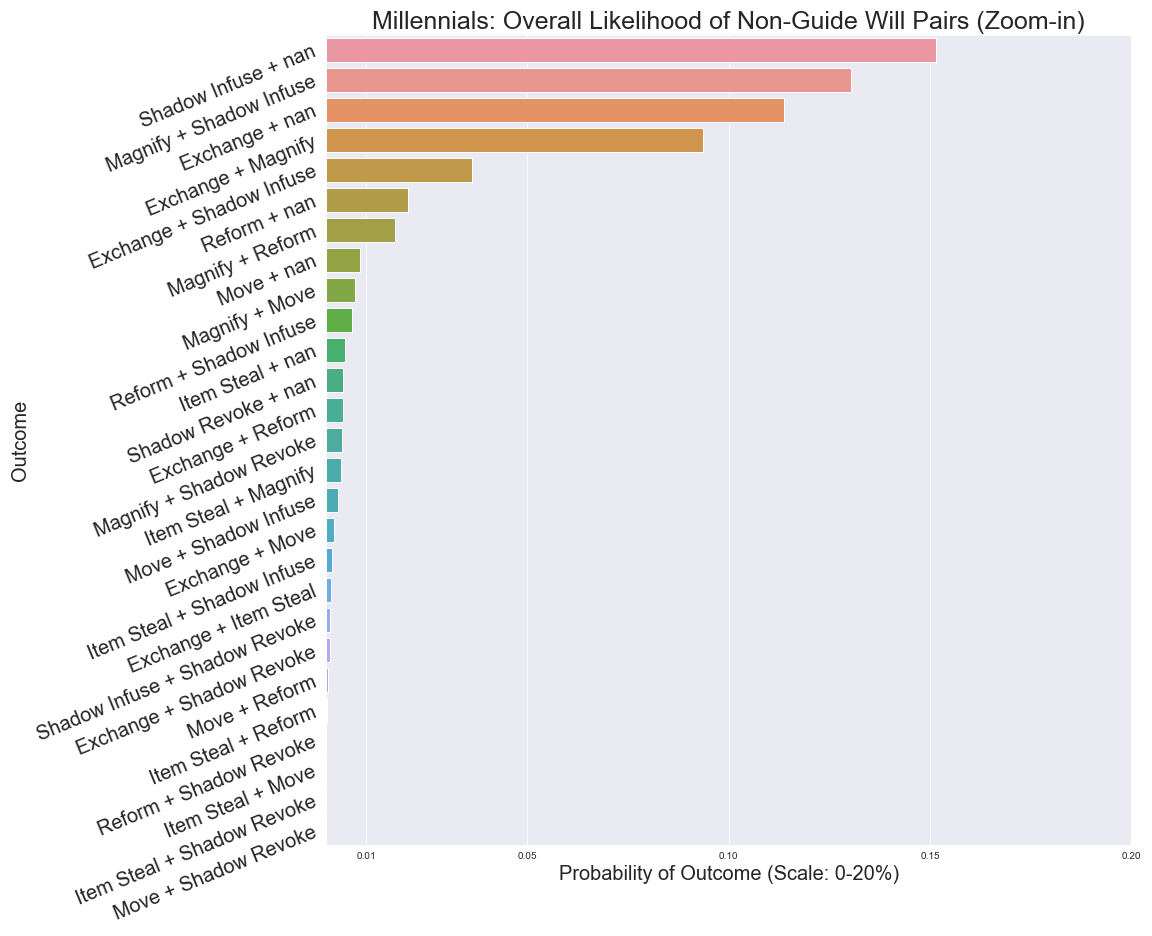 Millennials: Overall Likelihood of Non-Guide Will Pairs (Zoom-in)
Shadow Infuse + nan
Magnify + Shadow Infuse
Exchange + nan
Exchange + Magnify
Exchange + Shadow Infuse
Reform + nan
Magnify + Reform
Move + nan
Magnify + Move
Reform + Shadow Infuse
Item Steal + nan
Shadow Revoke + nan
Exchange + Reform
Magnify + Shadow Revoke
Item Steal + Magnify
Move + Shadow Infuse
Exchange + Move
Item Steal + Shadow Infuse
Exchange + Item Steal
Shadow Infuse + Shadow Revoke
Exchange + Shadow Revoke
Move + Reform
Item Steal + Reform
Reform + Shadow Revoke
Item Steal + Move
Item Steal + Shadow Revoke
Move + Shadow Revoke
Outcome
0.01 0.05 0.10 0.15 0.20
Probability of Outcome (Scale: 0-20%)